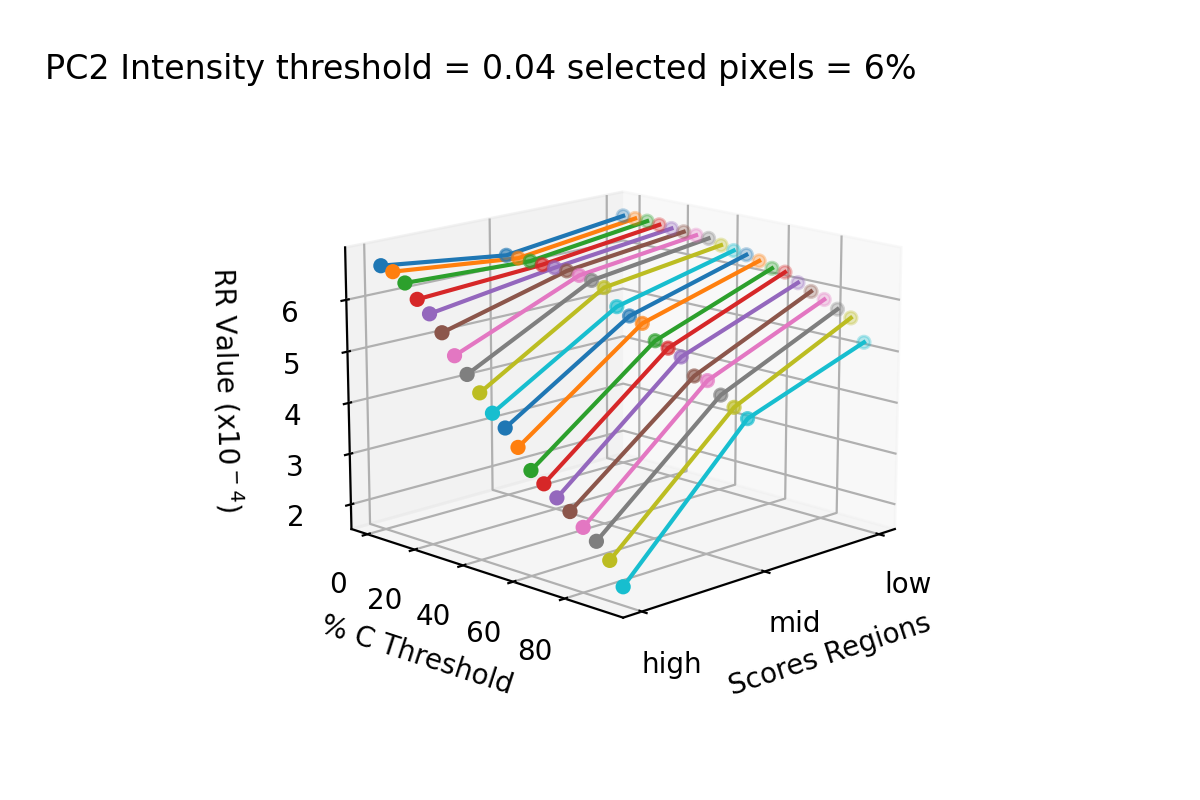 PC2 Intensity threshold = 0.04 selected pixels = 6%
RR Value (x10⁻⁴)
6
5
4
3
2
0
20
40
60
80
% C Threshold
high
mid
low
Scores Regions